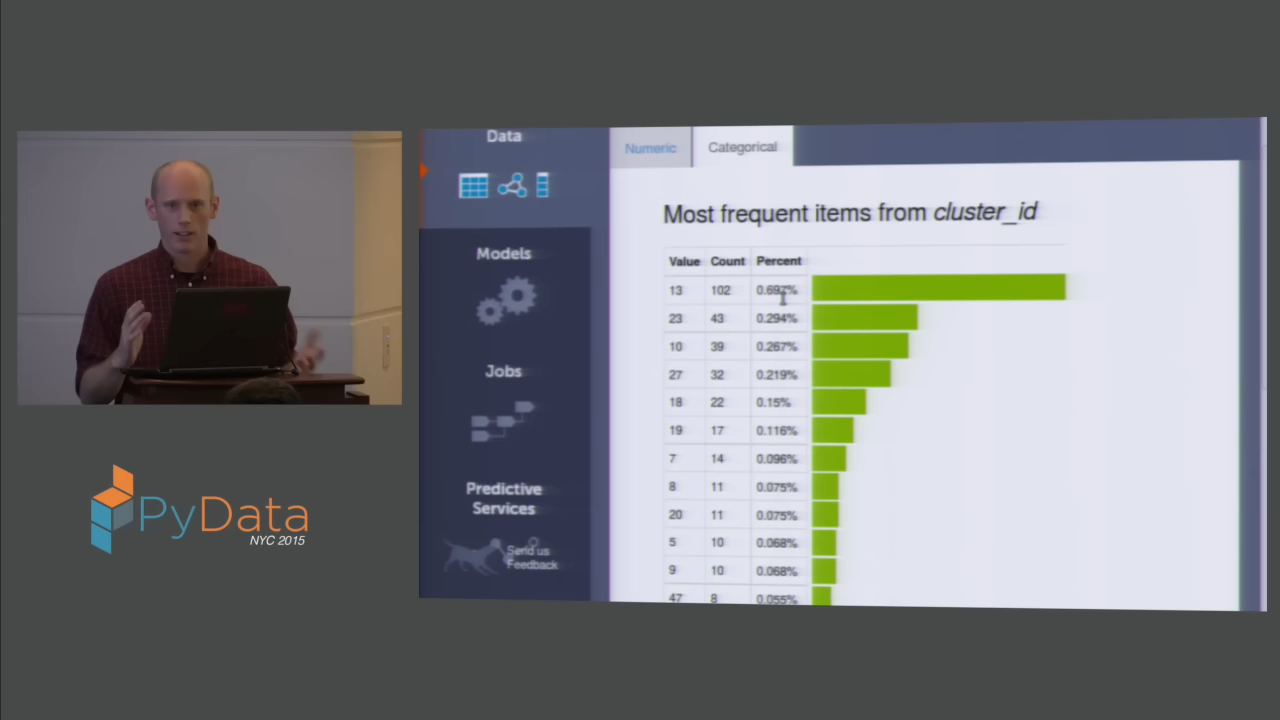 PyData
NYC 2015
Data
Models
Jobs
Predictive
Services
Send us
Feedback
Numeric Categorical
Most frequent items from cluster_id
Value Count Percent
13 102 0.697%
23 43 0.294%
10 39 0.267%
27 32 0.219%
18 22 0.15%
19 17 0.116%
7 14 0.096%
8 11 0.075%
20 11 0.075%
5 10 0.068%
9 10 0.068%
47 8 0.055%